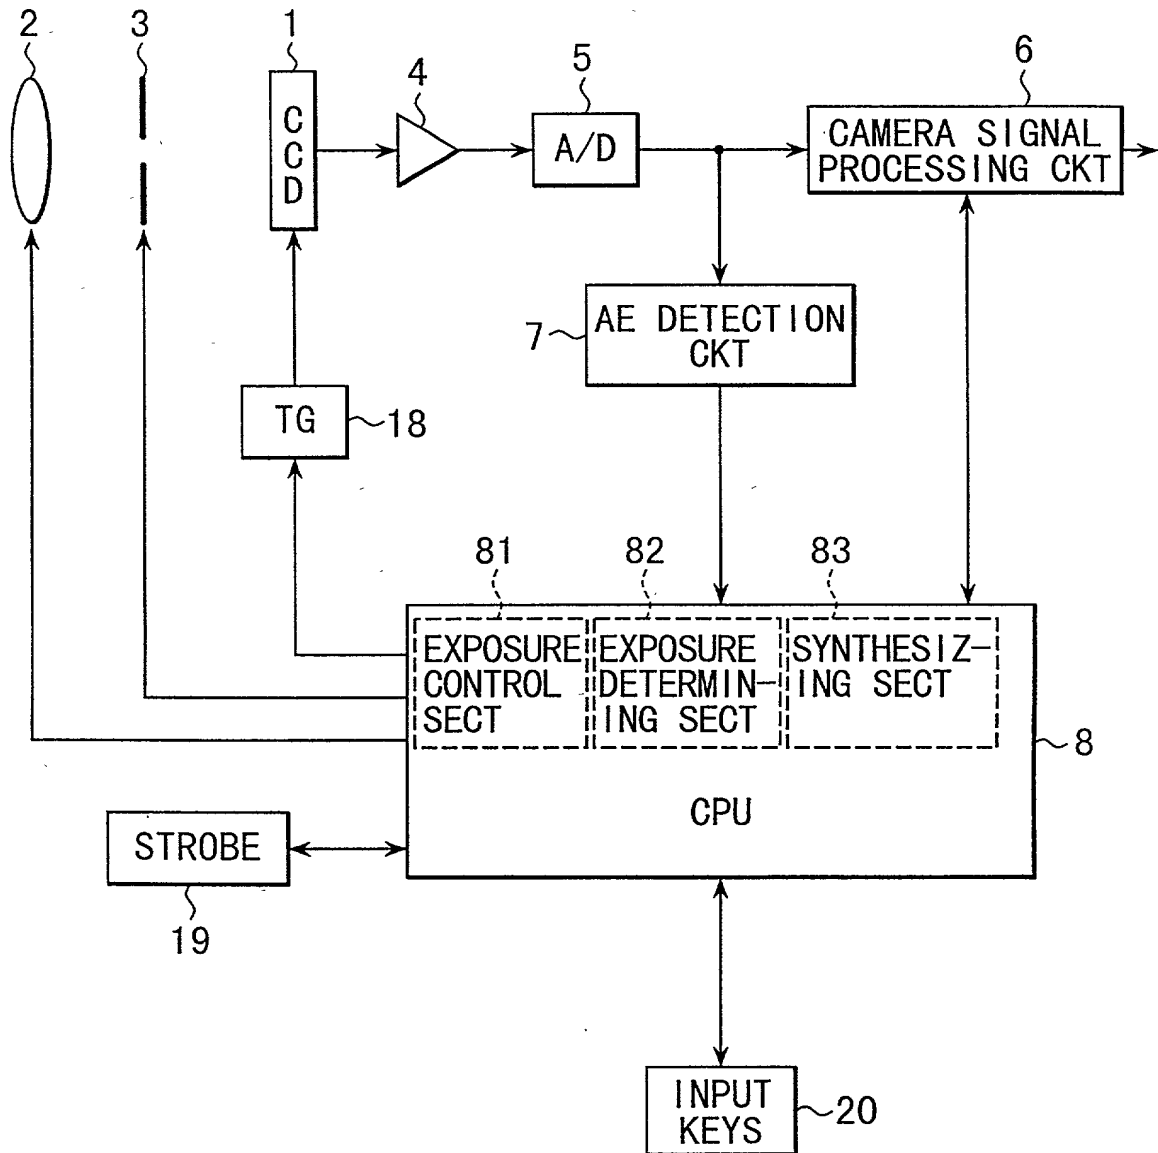 2
3
1
4
5
6
CCD
A/D
CAMERA SIGNAL
PROCESSING CKT
7
AE DETECTION
CKT
TG
18
81
82
83
EXPOSURE
CONTROL
SECT
EXPOSURE
DETERMIN-
ING SECT
SYNTHESIZ-
ING SECT
8
CPU
STROBE
19
INPUT
KEYS
20